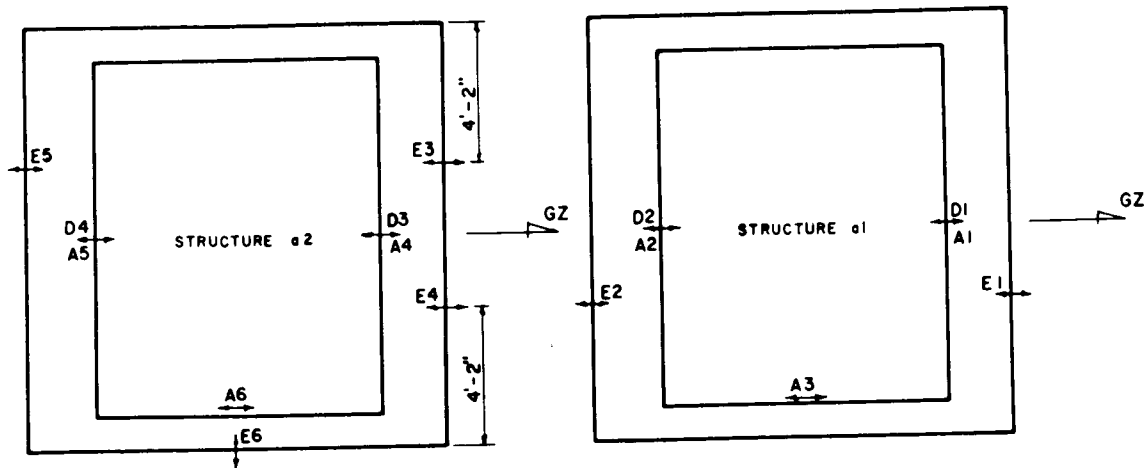 4'-2"
E5
E3
D4
A5
STRUCTURE a2
D3
A4
GZ
E4
4'-2"
A6
E6
D2
A2
STRUCTURE a1
D1
A1
GZ
E2
E1
A3